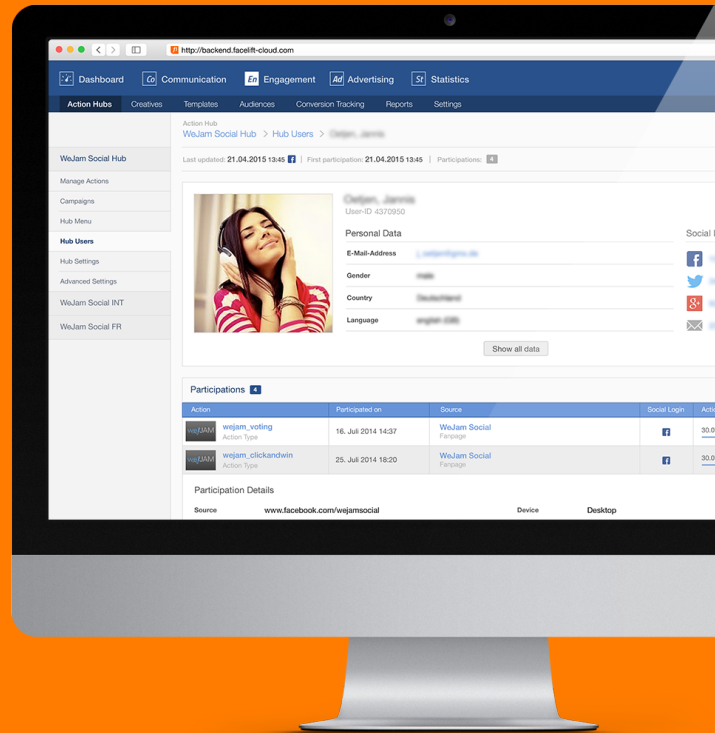 http://backend.facelift-cloud.com
Dashboard
Co Communication
En Engagement
Ad Advertising
St Statistics
Action Hubs Creatives Templates Audiences Conversion Tracking Reports Settings
Action Hub
WeJam Social Hub > Hub Users >
Last updated: 21.04.2015 13:45 | First participation: 21.04.2015 13:45 | Participations: 4
WeJam Social Hub
Manage Actions
Campaigns
Hub Menu
Hub Users
Hub Settings
Advanced Settings
WeJam Social INT
WeJam Social FR
User-ID 4370950
Personal Data
E-Mail-Address
Gender
Country
Language
Social
Show all data
Participations 4
Action Participated on Source Social Login
wejam_voting 16. Juli 2014 14:37 WeJam Social
Action Type Fanpage
wejam_clickandwin 25. Juli 2014 18:20 WeJam Social
Action Type Fanpage
Participation Details
Source www.facebook.com/wejamsocial Device Desktop